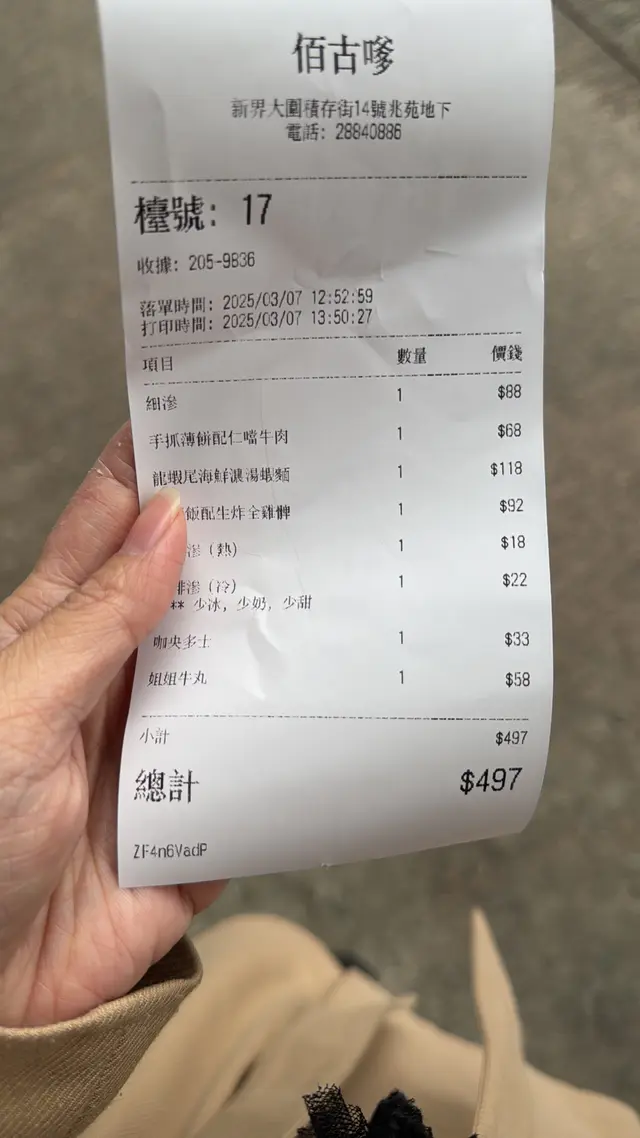 佰古嗲
新界大圍積存街14號兆苑地下
電話: 28840886
檯號: 17
收據: 205-9836
落單時間: 2025/03/07 12:52:59
打印時間: 2025/03/07 13:50:27
項目 數量 價錢
細滲 1 $88
手抓薄餅配仁當牛肉 1 $68
龍蝦尾海鮮濃湯蝦麵 1 $118
飯配生炸全雞髀 1 $92
滲 (熱) 1 $18
啡滲 (冷) 1 $22
** 少冰, 少奶, 少甜
咖央多士 1 $33
姐姐牛丸 1 $58
小計 $497
總計 $497
ZF4n6VadP